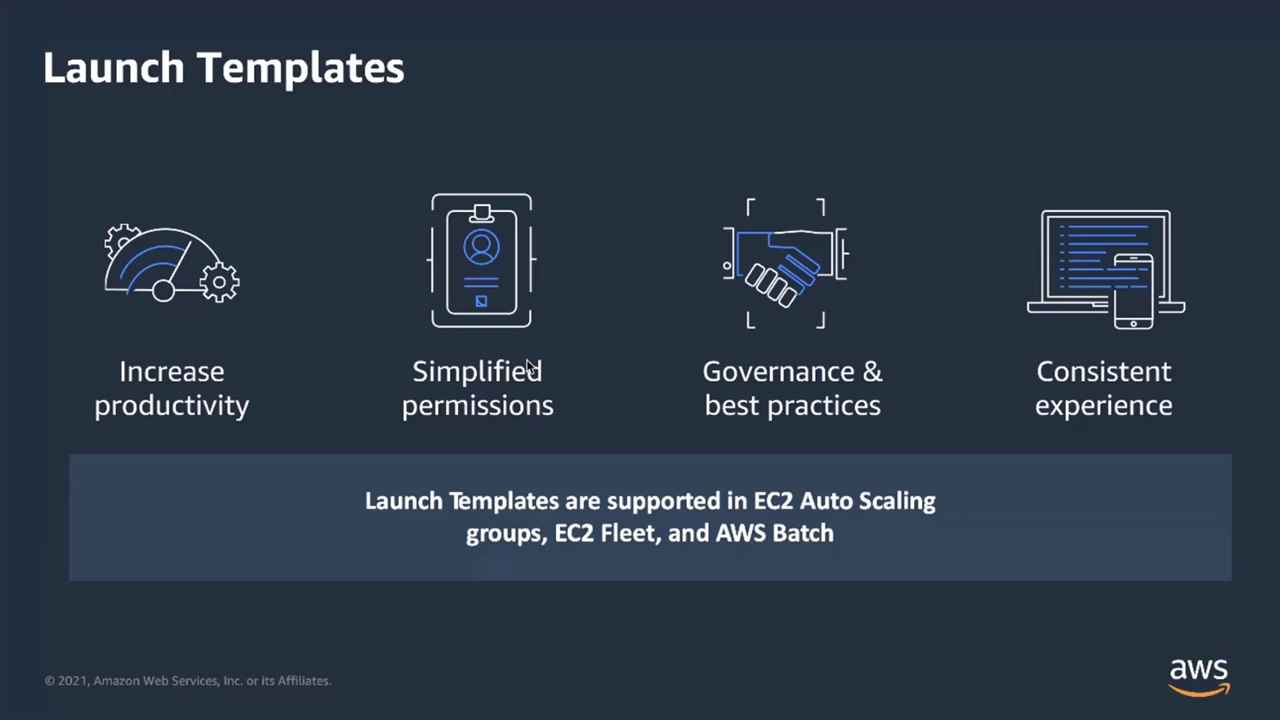 Launch Templates
Increase
productivity
Simplified
permissions
Governance &
best practices
Consistent
experience
Launch Templates are supported in EC2 Auto Scaling
groups, EC2 Fleet, and AWS Batch
© 2021, Amazon Web Services, Inc. or its Affiliates.
aws